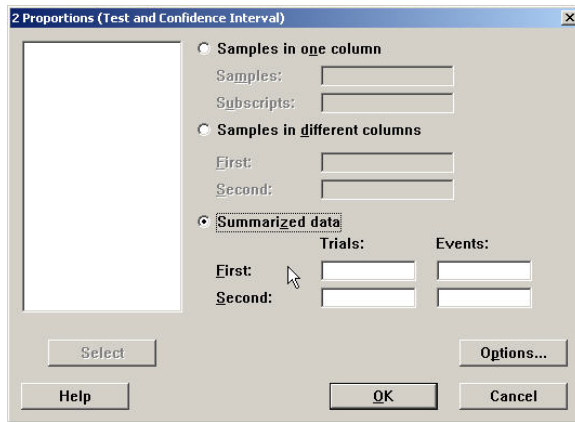 2 Proportions (Test and Confidence Interval)
Samples in one column
Samples:
Subscripts:
Samples in different columns
First:
Second:
Summarized data
Trials: Events:
First:
Second:
Select Options...
Help OK Cancel